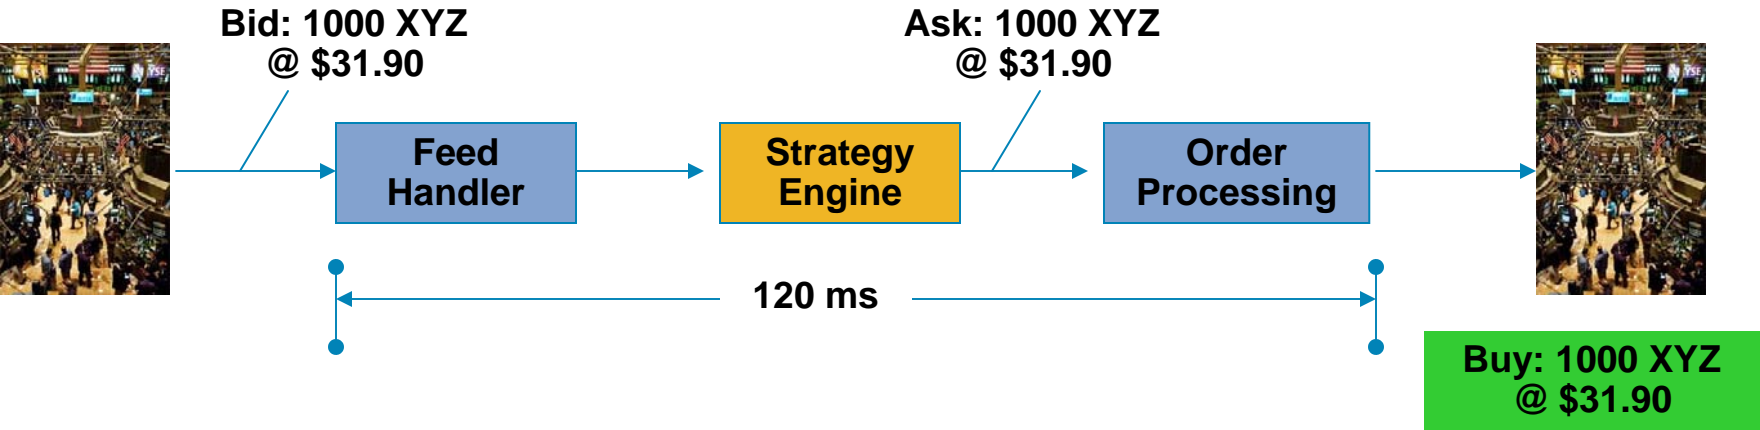 Bid: 1000 XYZ
@ $31.90
Ask: 1000 XYZ
@ $31.90
Feed
Handler
Strategy
Engine
Order
Processing
120 ms
Buy: 1000 XYZ
@ $31.90